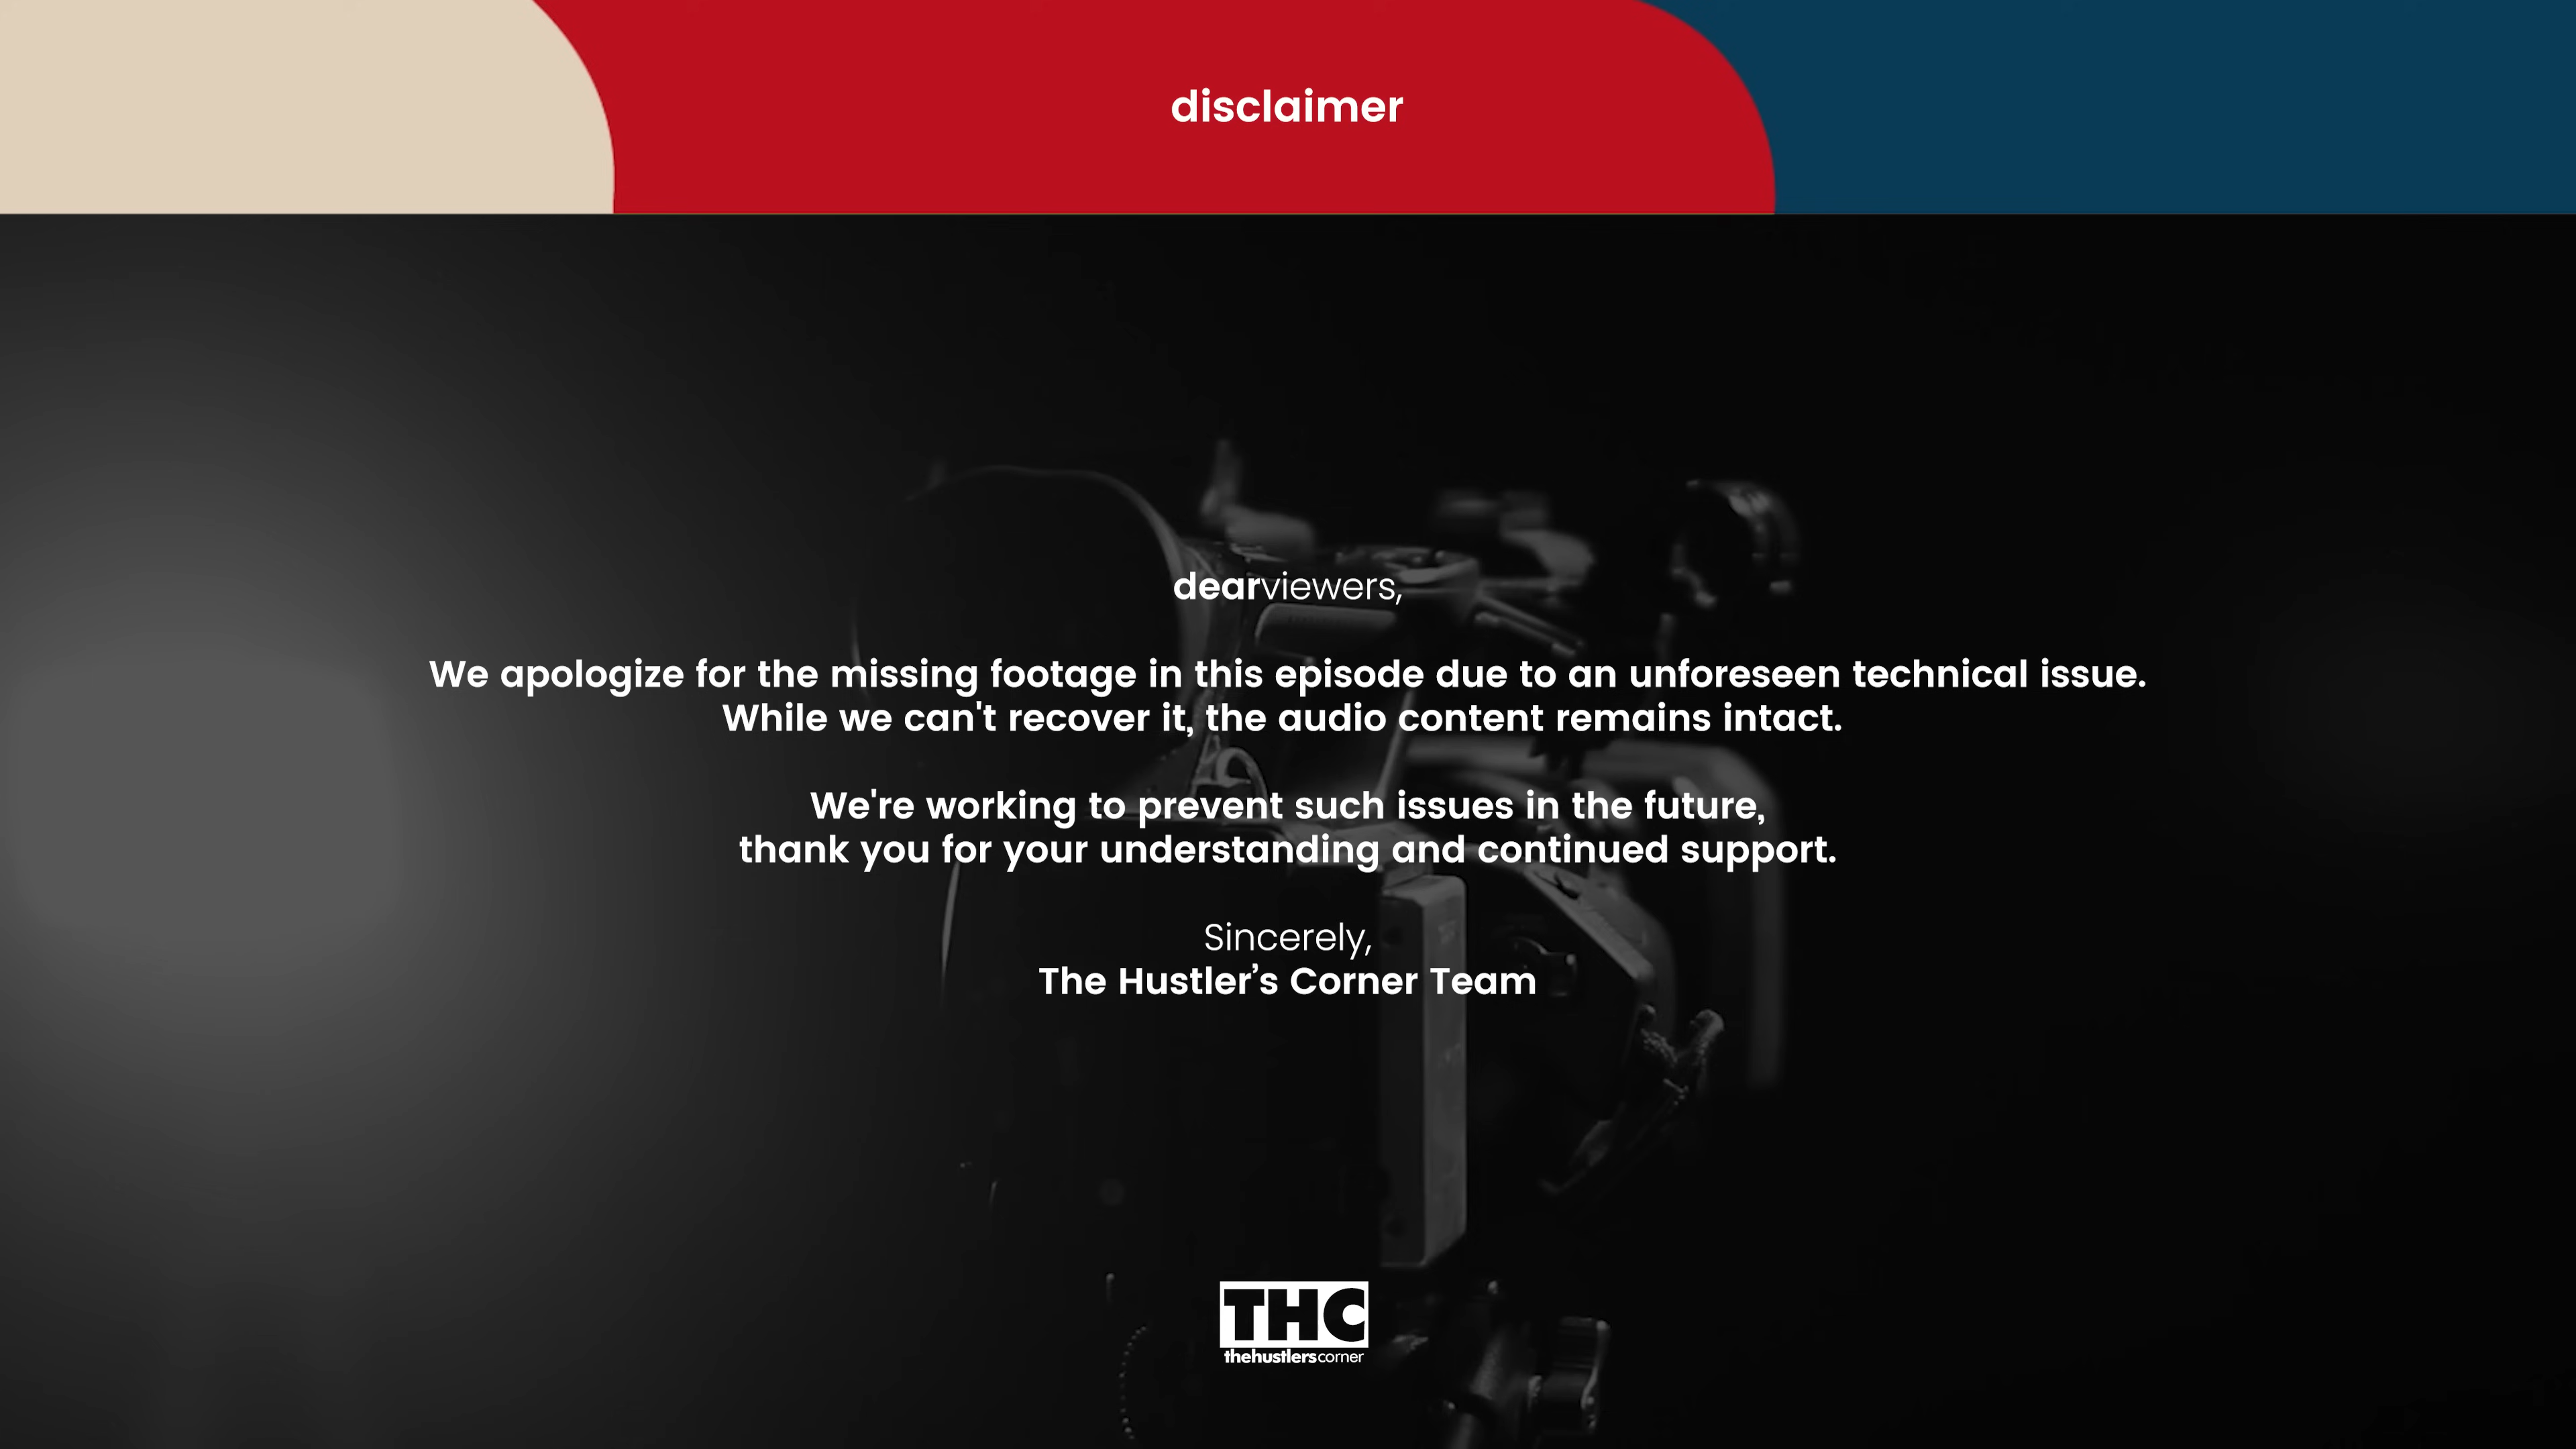 disclaimer
dearviewers,
We apologize for the missing footage in this episode due to an unforeseen technical issue.
While we can't recover it, the audio content remains intact.
We're working to prevent such issues in the future,
thank you for your understanding and continued support.
Sincerely,
The Hustler’s Corner Team
THC
thehustlerscorner